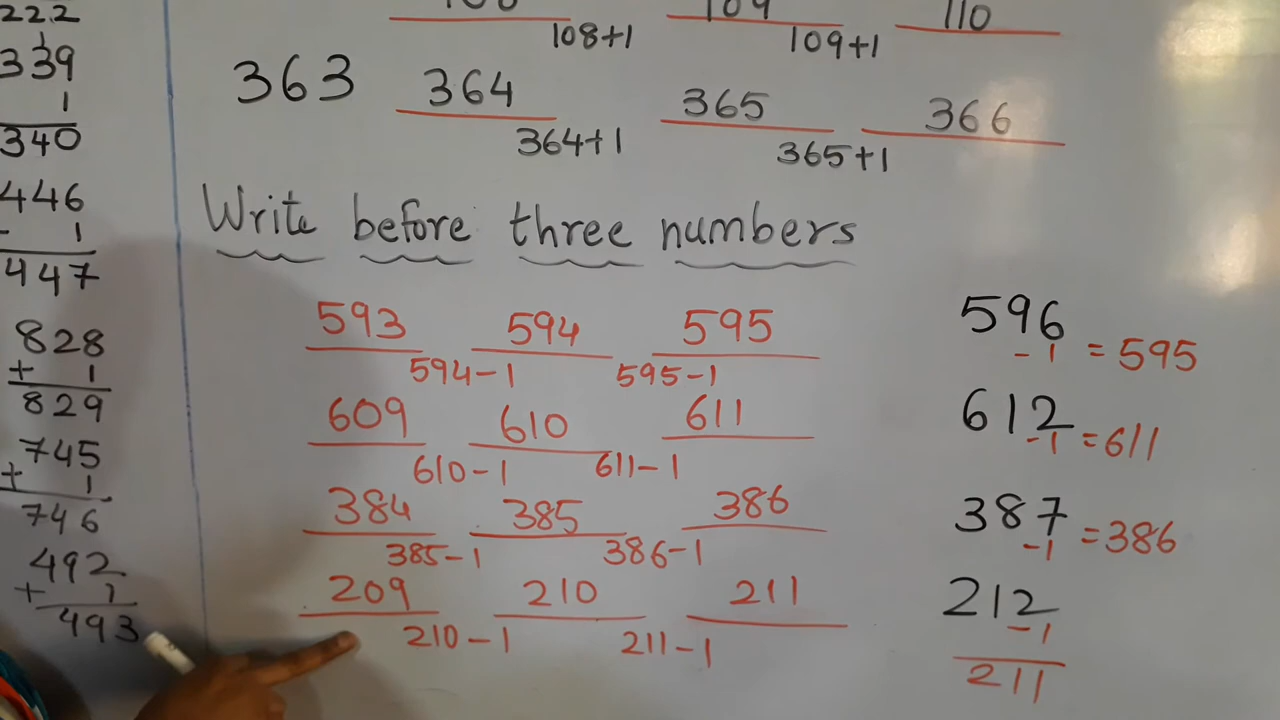 222
1
339
1
340
446
- 1
447
828
+ 1
829
745
+ 1
746
492
+ 1
493
108 109 110
108+1 109+1
363 364 365 366
364+1 365+1
Write before three numbers
593 594 595 596
594-1 595-1 -1 =595
609 610 611 612
610-1 611-1 -1 =611
384 385 386 387
385-1 386-1 -1 =386
209 210 211 212
210-1 211-1 -1
211